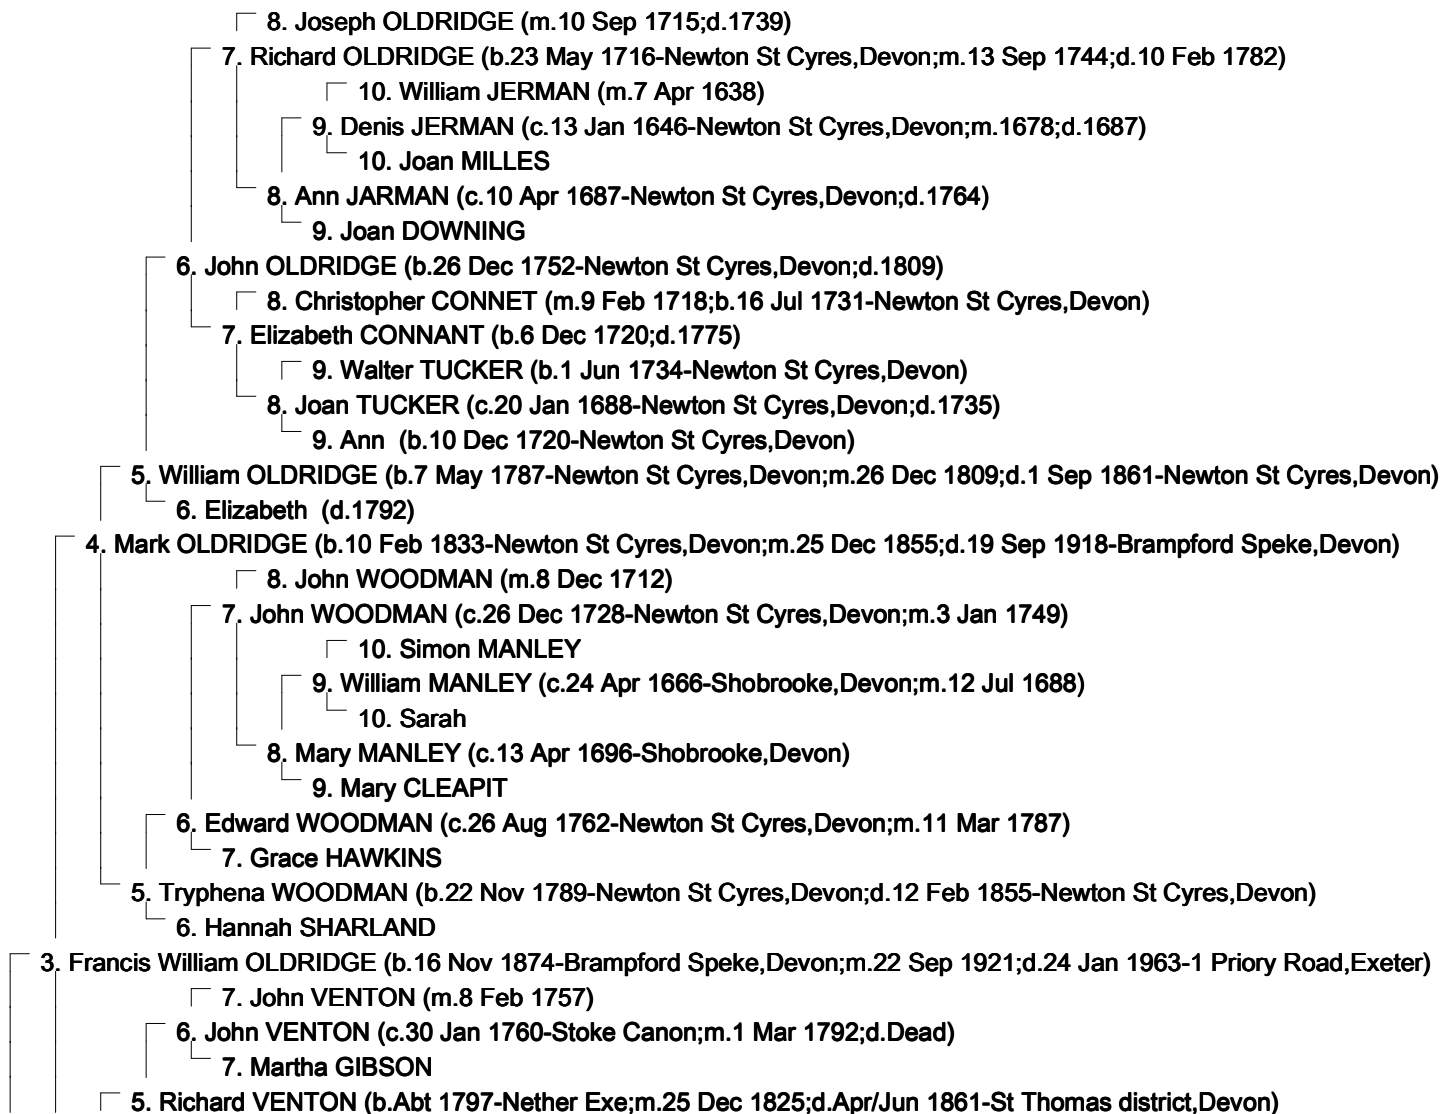 8. Joseph OLDRIDGE (m.10 Sep 1715;d.1739)
7. Richard OLDRIDGE (b.23 May 1716-Newton St Cyres,Devon;m.13 Sep 1744;d.10 Feb 1782)
10. William JERMAN (m.7 Apr 1638)
9. Denis JERMAN (c.13 Jan 1646-Newton St Cyres,Devon;m.1678;d.1687)
10. Joan MILLES
8. Ann JARMAN (c.10 Apr 1687-Newton St Cyres,Devon;d.1764)
9. Joan DOWNING
6. John OLDRIDGE (b.26 Dec 1752-Newton St Cyres,Devon;d.1809)
8. Christopher CONNET (m.9 Feb 1718;b.16 Jul 1731-Newton St Cyres,Devon)
7. Elizabeth CONNANT (b.6 Dec 1720;d.1775)
9. Walter TUCKER (b.1 Jun 1734-Newton St Cyres,Devon)
8. Joan TUCKER (c.20 Jan 1688-Newton St Cyres,Devon;d.1735)
9. Ann (b.10 Dec 1720-Newton St Cyres,Devon)
5. William OLDRIDGE (b.7 May 1787-Newton St Cyres,Devon;m.26 Dec 1809;d.1 Sep 1861-Newton St Cyres,Devon)
6. Elizabeth (d.1792)
4. Mark OLDRIDGE (b.10 Feb 1833-Newton St Cyres,Devon;m.25 Dec 1855;d.19 Sep 1918-Brampford Speke,Devon)
8. John WOODMAN (m.8 Dec 1712)
7. John WOODMAN (c.26 Dec 1728-Newton St Cyres,Devon;m.3 Jan 1749)
10. Simon MANLEY
9. William MANLEY (c.24 Apr 1666-Shobrooke,Devon;m.12 Jul 1688)
10. Sarah
8. Mary MANLEY (c.13 Apr 1696-Shobrooke,Devon)
9. Mary CLEAPIT
6. Edward WOODMAN (c.26 Aug 1762-Newton St Cyres,Devon;m.11 Mar 1787)
7. Grace HAWKINS
5. Tryphena WOODMAN (b.22 Nov 1789-Newton St Cyres,Devon;d.12 Feb 1855-Newton St Cyres,Devon)
6. Hannah SHARLAND
3. Francis William OLDRIDGE (b.16 Nov 1874-Brampford Speke,Devon;m.22 Sep 1921;d.24 Jan 1963-1 Priory Road,Exeter)
7. John VENTON (m.8 Feb 1757)
6. John VENTON (c.30 Jan 1760-Stoke Canon;m.1 Mar 1792;d.Dead)
7. Martha GIBSON
5. Richard VENTON (b.Abt 1797-Nether Exe;m.25 Dec 1825;d.Apr/Jun 1861-St Thomas district,Devon)